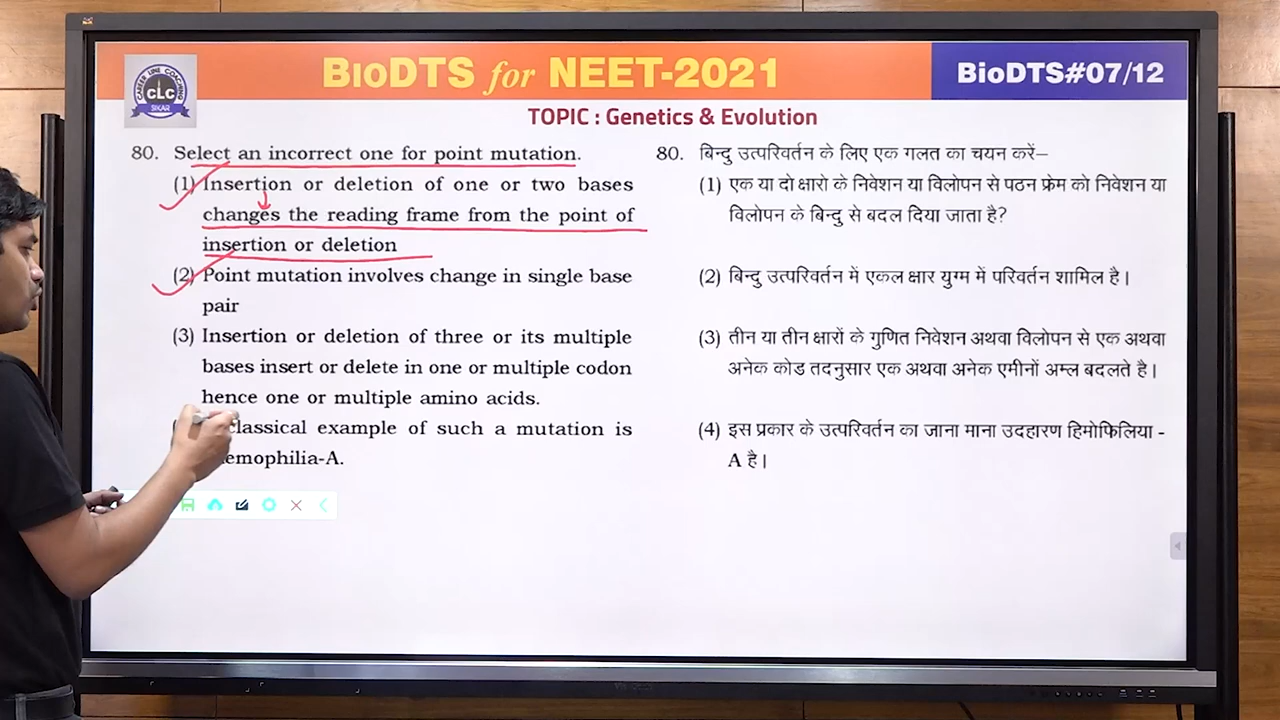 BIODTS for NEET-2021
BioDTS#07/12
CAREER LINE COACHING
CLC
SIKAR
TOPIC : Genetics & Evolution
80. Select an incorrect one for point mutation.
(1) Insertion or deletion of one or two bases
changes the reading frame from the point of
insertion or deletion
(2) Point mutation involves change in single base
pair
(3) Insertion or deletion of three or its multiple
bases insert or delete in one or multiple codon
hence one or multiple amino acids.
classical example of such a mutation is
emophilia-A.
80. बिन्दु उत्परिवर्तन के लिए एक गलत का चयन करें–
(1) एक या दो क्षारो के निवेशन या विलोपन से पठन फ्रेम को निवेशन या
विलोपन के बिन्दु से बदल दिया जाता है?
(2) बिन्दु उत्परिवर्तन में एकल क्षार युग्म में परिवर्तन शामिल है।
(3) तीन या तीन क्षारों के गुणित निवेशन अथवा विलोपन से एक अथवा
अनेक कोड तदनुसार एक अथवा अनेक एमीनों अम्ल बदलते है।
(4) इस प्रकार के उत्परिवर्तन का जाना माना उदहारण हिमोफिलिया -
A है।